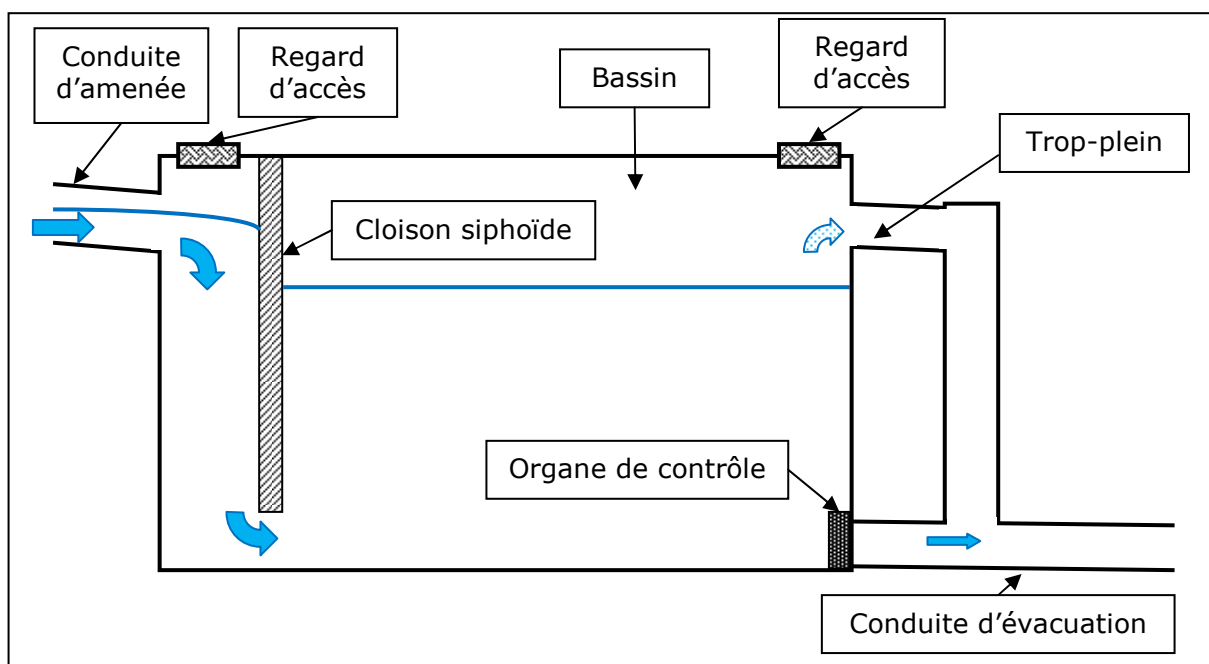 Conduite
d’amenée
Regard
d’accès
Bassin
Regard
d’accès
Trop-plein
Cloison siphoïde
Organe de contrôle
Conduite d’évacuation